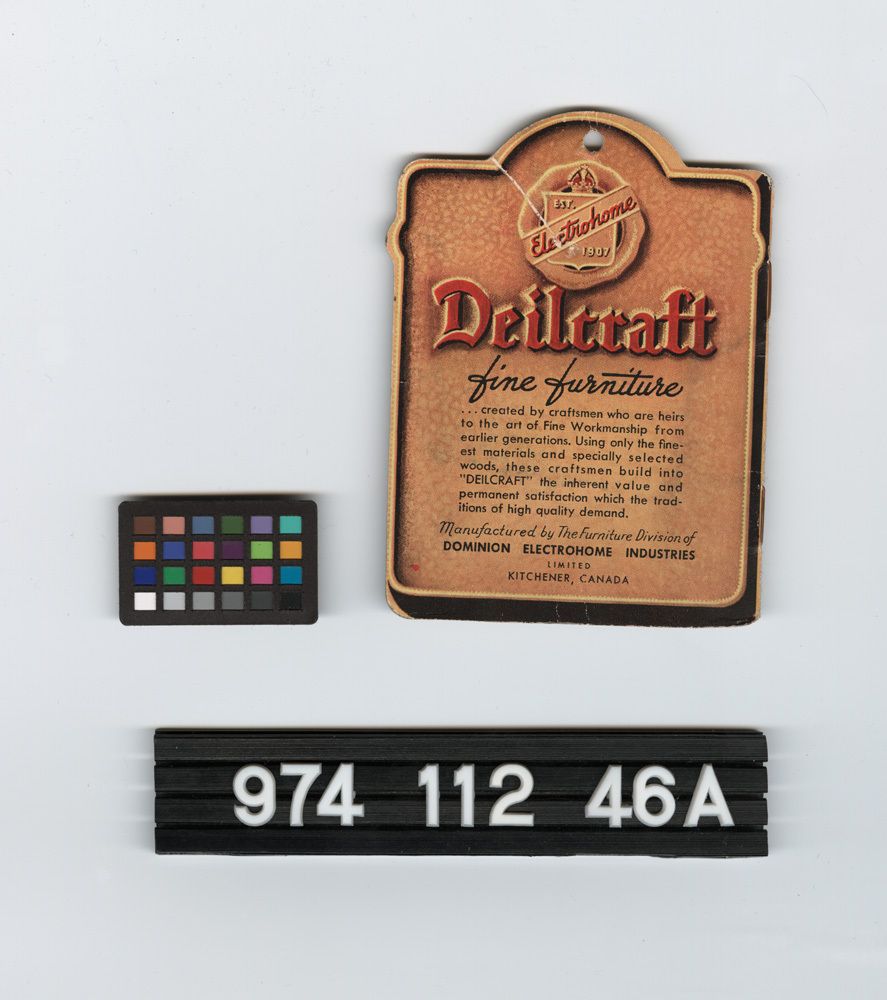 EST.
Electrohome
1907
Deilcraft
fine furniture
... created by craftsmen who are heirs
to the art of Fine Workmanship from
earlier generations. Using only the fine-
est materials and specially selected
woods, these craftsmen build into
"DEILCRAFT" the inherent value and
permanent satisfaction which the trad-
itions of high quality demand.
Manufactured by The Furniture Division of
DOMINION ELECTROHOME INDUSTRIES
LIMITED
KITCHENER, CANADA
974 112 46A